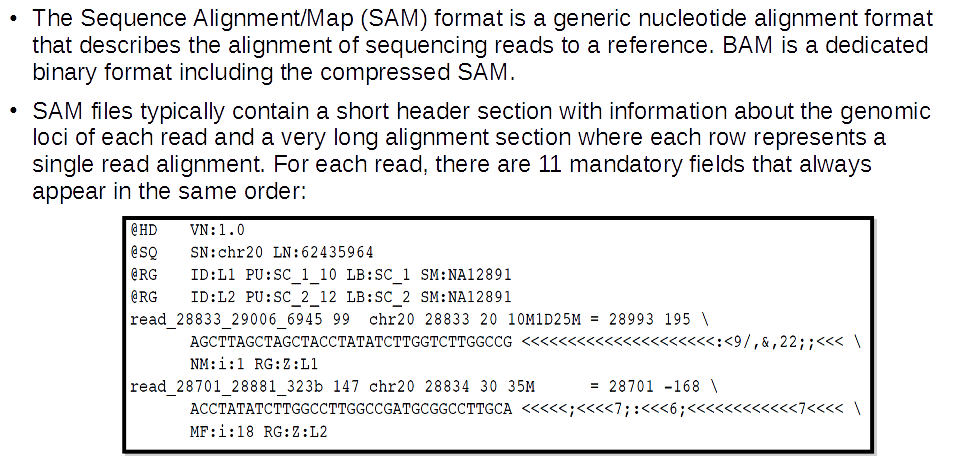 • The Sequence Alignment/Map (SAM) format is a generic nucleotide alignment format
that describes the alignment of sequencing reads to a reference. BAM is a dedicated
binary format including the compressed SAM.
• SAM files typically contain a short header section with information about the genomic
loci of each read and a very long alignment section where each row represents a
single read alignment. For each read, there are 11 mandatory fields that always
appear in the same order:
@HD VN:1.0
@SQ SN:chr20 LN:62435964
@RG ID:L1 PU:SC_1_10 LB:SC_1 SM:NA12891
@RG ID:L2 PU:SC_2_12 LB:SC_2 SM:NA12891
read_28833_29006_6945 99 chr20 28833 20 10M1D25M = 28993 195 \
AGCTTAGCTAGCTACCTATATCTTGGTCTTGGCCG <<<<<<<<<<<<<<<<<<<<<:<9/,&,22;;<<< \
NM:i:1 RG:Z:L1
read_28701_28881_323b 147 chr20 28834 30 35M = 28701 -168 \
ACCTATATCTTGGCCTTGGCCGATGCGGCCTTGCA <<<<<;<<<<7;:<<<6;<<<<<<<<<<<<7<<<< \
MF:i:18 RG:Z:L2